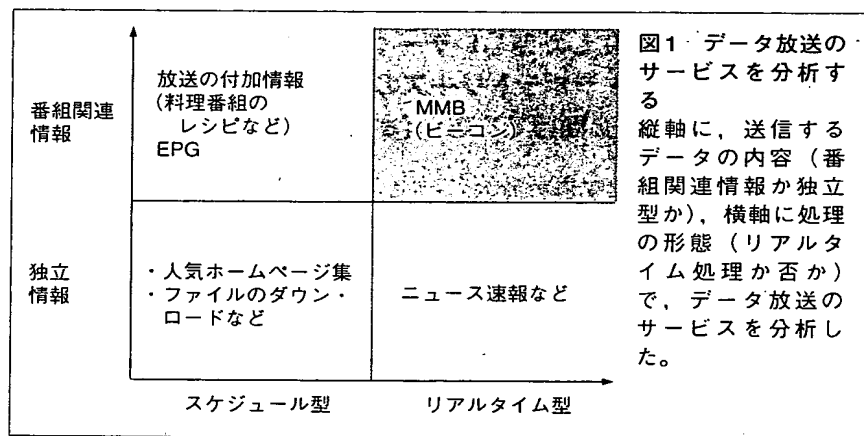 番組関連
情報
放送の付加情報
(料理番組の
レシピなど)
EPG
MMB
(ビーコン)
独立
情報
・人気ホームページ集
・ファイルのダウン・
ロードなど
ニュース速報など
スケジュール型
リアルタイム型
図1 データ放送の
サービスを分析す
る
縦軸に,送信する
データの内容(番
組関連情報か独立
型か),横軸に処理
の形態(リアルタ
イム処理か否か)
で,データ放送の
サービスを分析し
た。